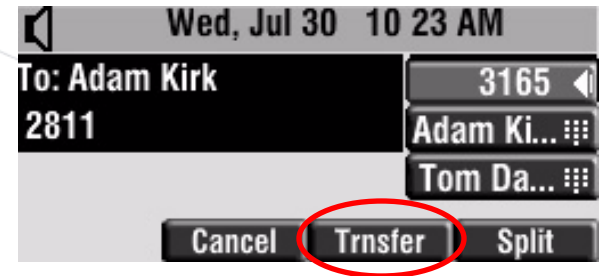 Wed, Jul 30 10 23 AM
To: Adam Kirk
3165
2811
Adam Ki...
Tom Da...
Cancel Trnsfer Split